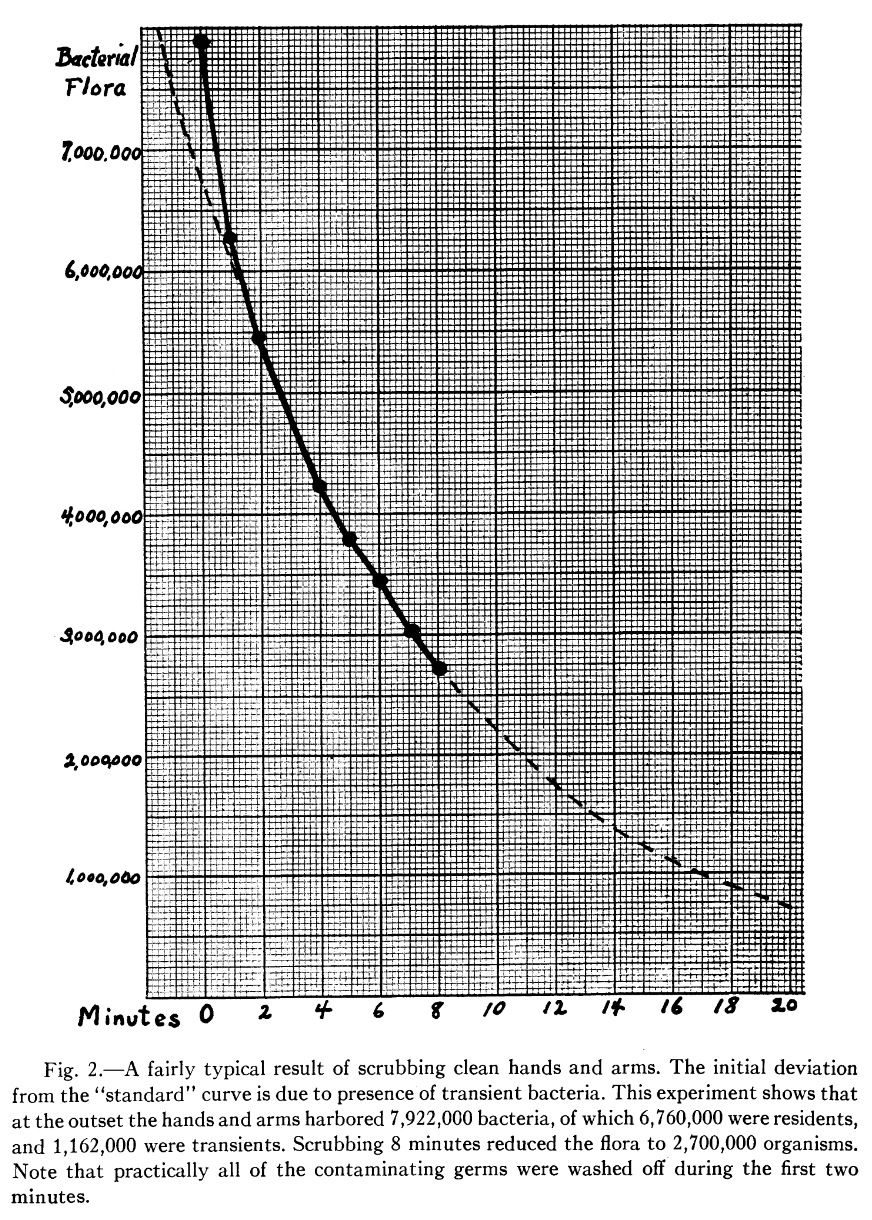 Bacterial
Flora
7,000,000
6,000,000
5,000,000
4,000,000
3,000,000
2,000,000
1,000,000
Minutes 0 2 4 6 8 10 12 14 16 18 20
Fig. 2.—A fairly typical result of scrubbing clean hands and arms. The initial deviation
from the "standard" curve is due to presence of transient bacteria. This experiment shows that
at the outset the hands and arms harbored 7,922,000 bacteria, of which 6,760,000 were residents,
and 1,162,000 were transients. Scrubbing 8 minutes reduced the flora to 2,700,000 organisms.
Note that practically all of the contaminating germs were washed off during the first two
minutes.